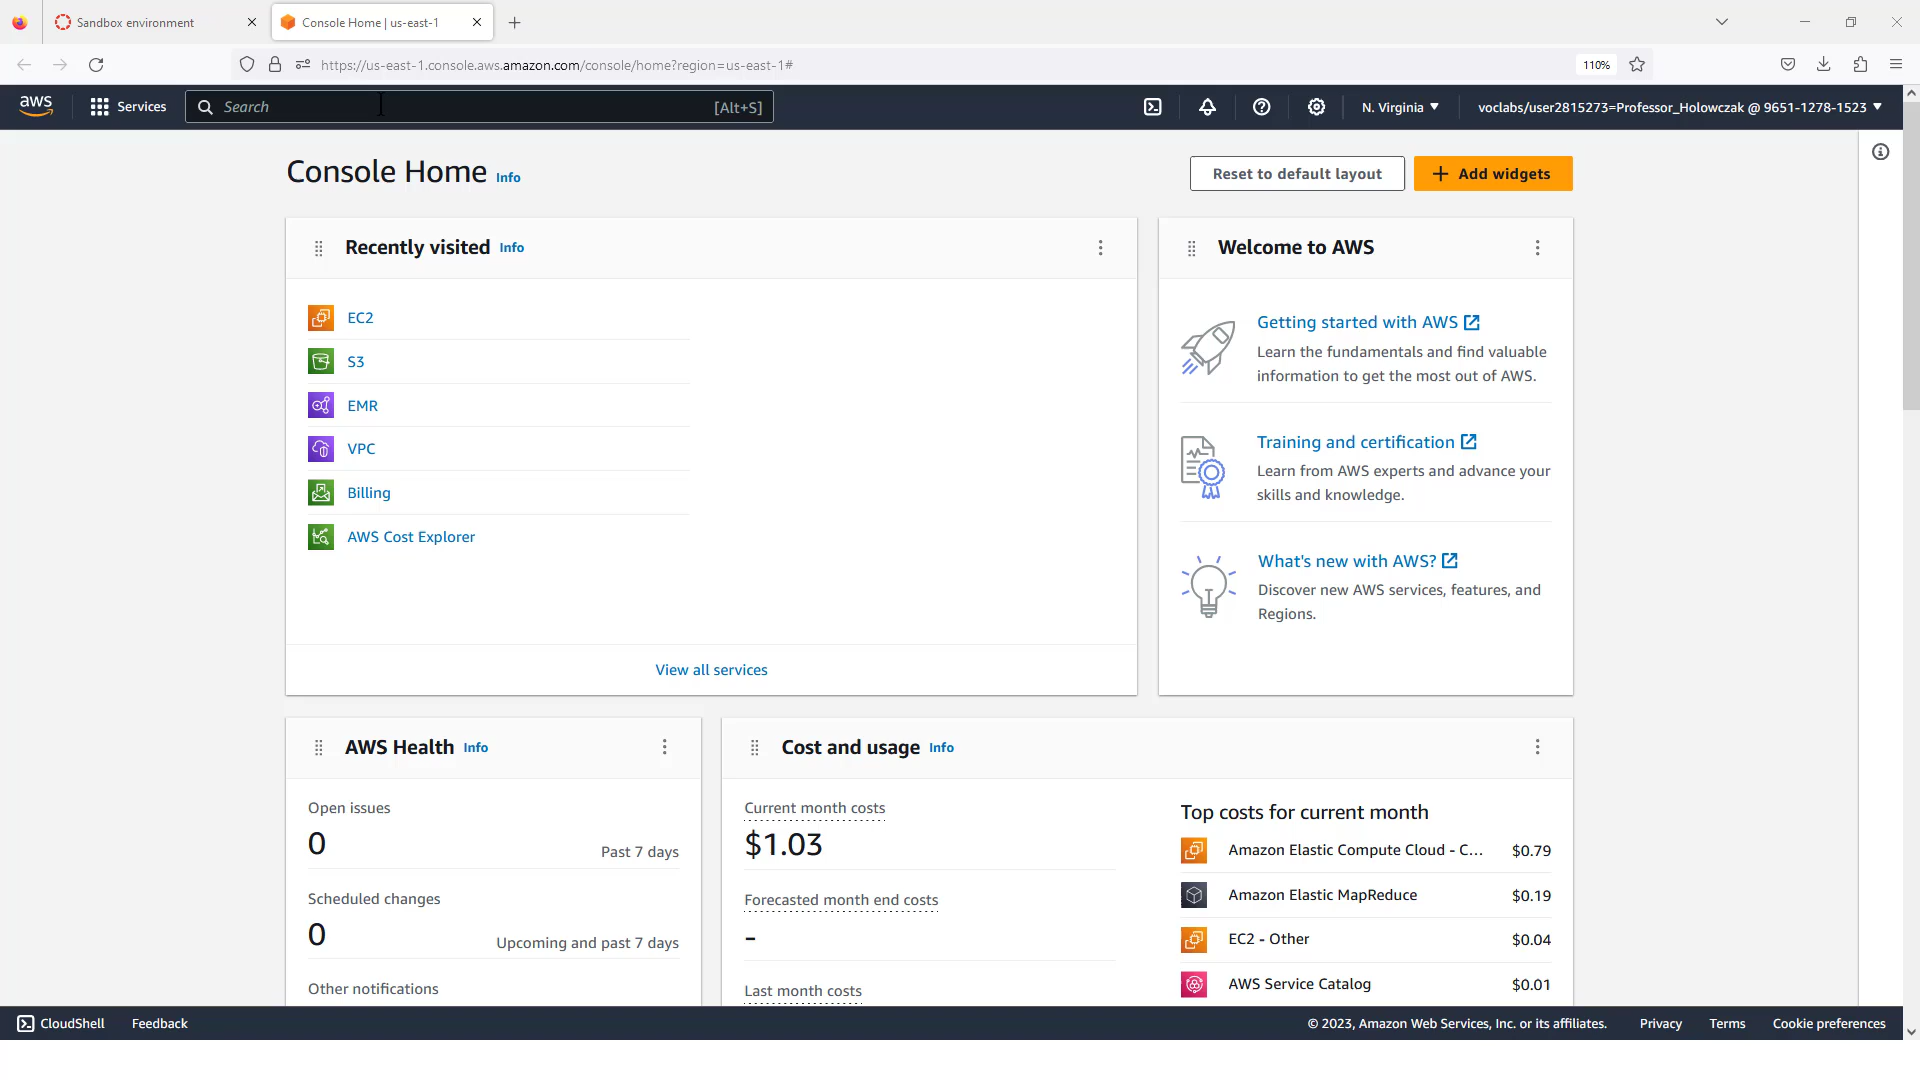 Sandbox environment
Console Home | us-east-1
https://us-east-1.console.aws.amazon.com/console/home?region=us-east-1#
110%
aws
Services
Search
[Alt+S]
N. Virginia
voclabs/user2815273=Professor_Holowczak @ 9651-1278-1523
Console Home Info
Reset to default layout
Add widgets
Recently visited Info
EC2
S3
EMR
VPC
Billing
AWS Cost Explorer
View all services
Welcome to AWS
Getting started with AWS
Learn the fundamentals and find valuable
information to get the most out of AWS.
Training and certification
Learn from AWS experts and advance your
skills and knowledge.
What's new with AWS?
Discover new AWS services, features, and
Regions.
AWS Health Info
Open issues
0
Past 7 days
Scheduled changes
0
Upcoming and past 7 days
Other notifications
Cost and usage Info
Current month costs
$1.03
Forecasted month end costs
-
Last month costs
Top costs for current month
Amazon Elastic Compute Cloud - C... $0.79
Amazon Elastic MapReduce $0.19
EC2 - Other $0.04
AWS Service Catalog $0.01
CloudShell
Feedback
© 2023, Amazon Web Services, Inc. or its affiliates.
Privacy
Terms
Cookie preferences